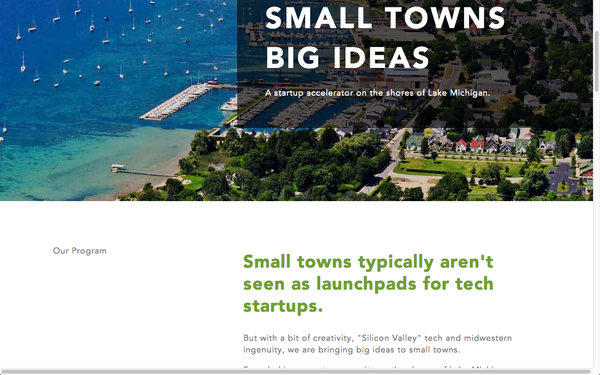 SMALL TOWNS
BIG IDEAS
A startup accelerator on the shores of Lake Michigan.
Our Program
Small towns typically aren't
seen as launchpads for tech
startups.
But with a bit of creativity, "Silicon Valley" tech and midwestern
ingenuity, we are bringing big ideas to small towns.